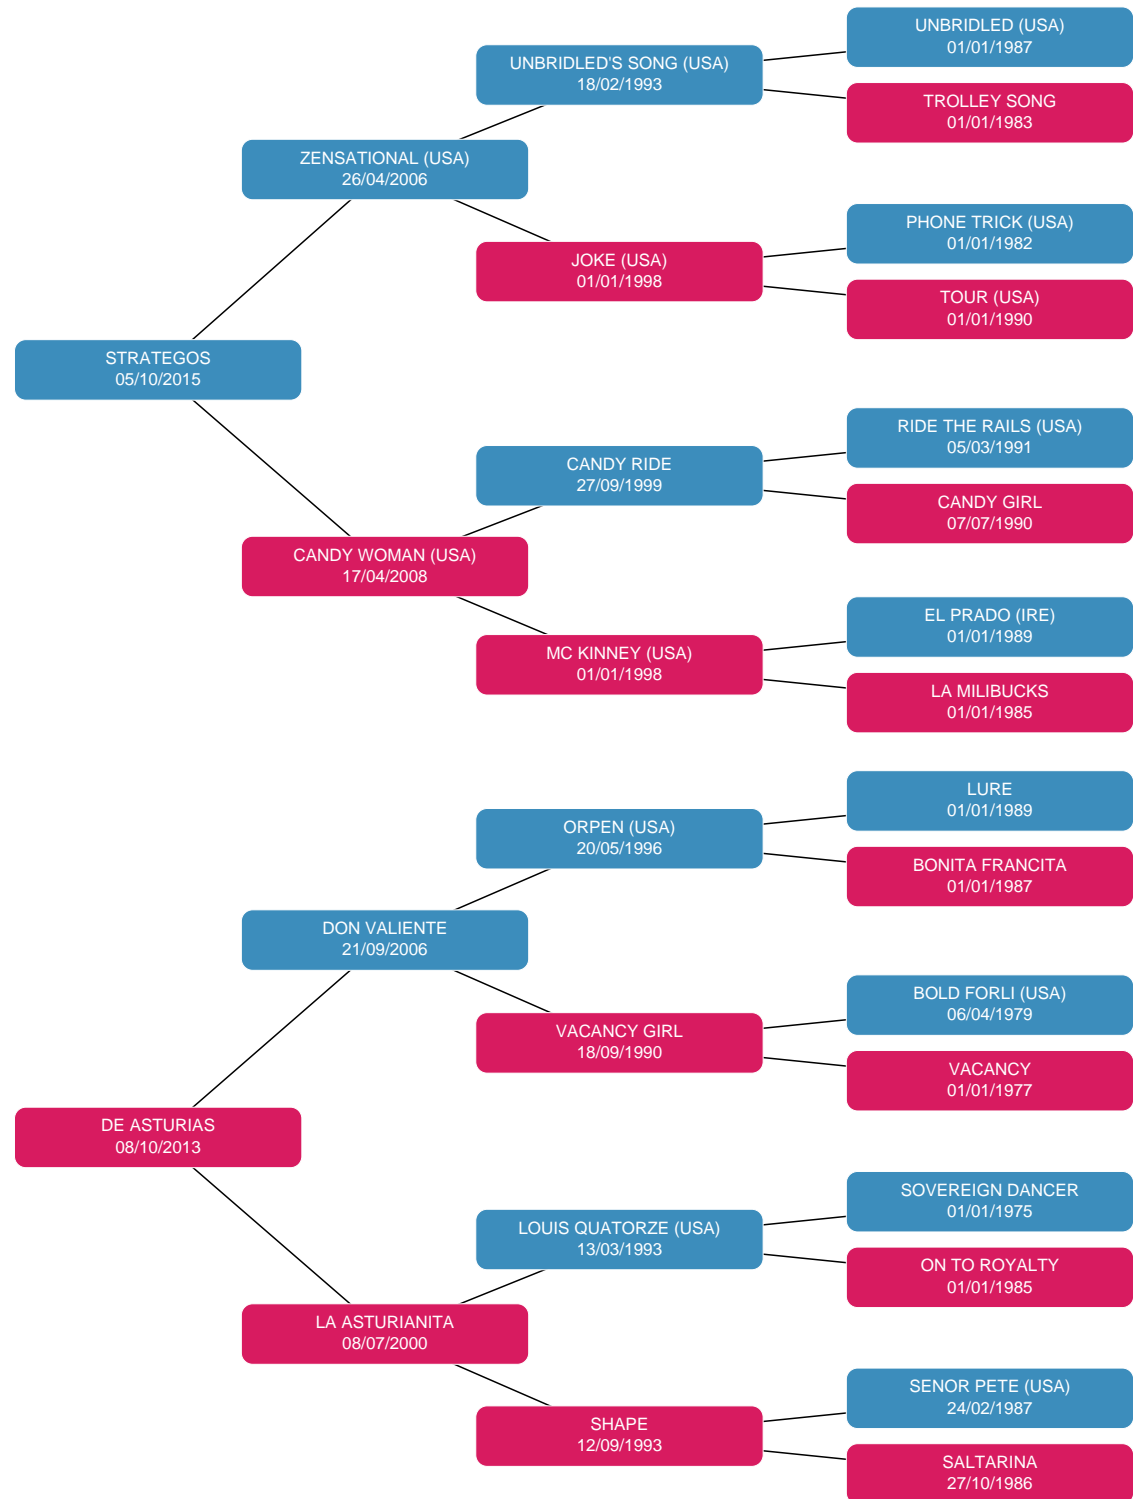 UNBRIDLED (USA)
01/01/1987
UNBRIDLED'S SONG (USA)
18/02/1993
TROLLEY SONG
01/01/1983
ZENSATIONAL (USA)
26/04/2006
PHONE TRICK (USA)
01/01/1982
JOKE (USA)
01/01/1998
TOUR (USA)
01/01/1990
STRATEGOS
05/10/2015
RIDE THE RAILS (USA)
05/03/1991
CANDY RIDE
27/09/1999
CANDY GIRL
07/07/1990
CANDY WOMAN (USA)
17/04/2008
EL PRADO (IRE)
01/01/1989
MC KINNEY (USA)
01/01/1998
LA MILIBUCKS
01/01/1985
LURE
01/01/1989
ORPEN (USA)
20/05/1996
BONITA FRANCITA
01/01/1987
DON VALIENTE
21/09/2006
BOLD FORLI (USA)
06/04/1979
VACANCY GIRL
18/09/1990
VACANCY
01/01/1977
DE ASTURIAS
08/10/2013
SOVEREIGN DANCER
01/01/1975
LOUIS QUATORZE (USA)
13/03/1993
ON TO ROYALTY
01/01/1985
LA ASTURIANITA
08/07/2000
SENOR PETE (USA)
24/02/1987
SHAPE
12/09/1993
SALTARINA
27/10/1986